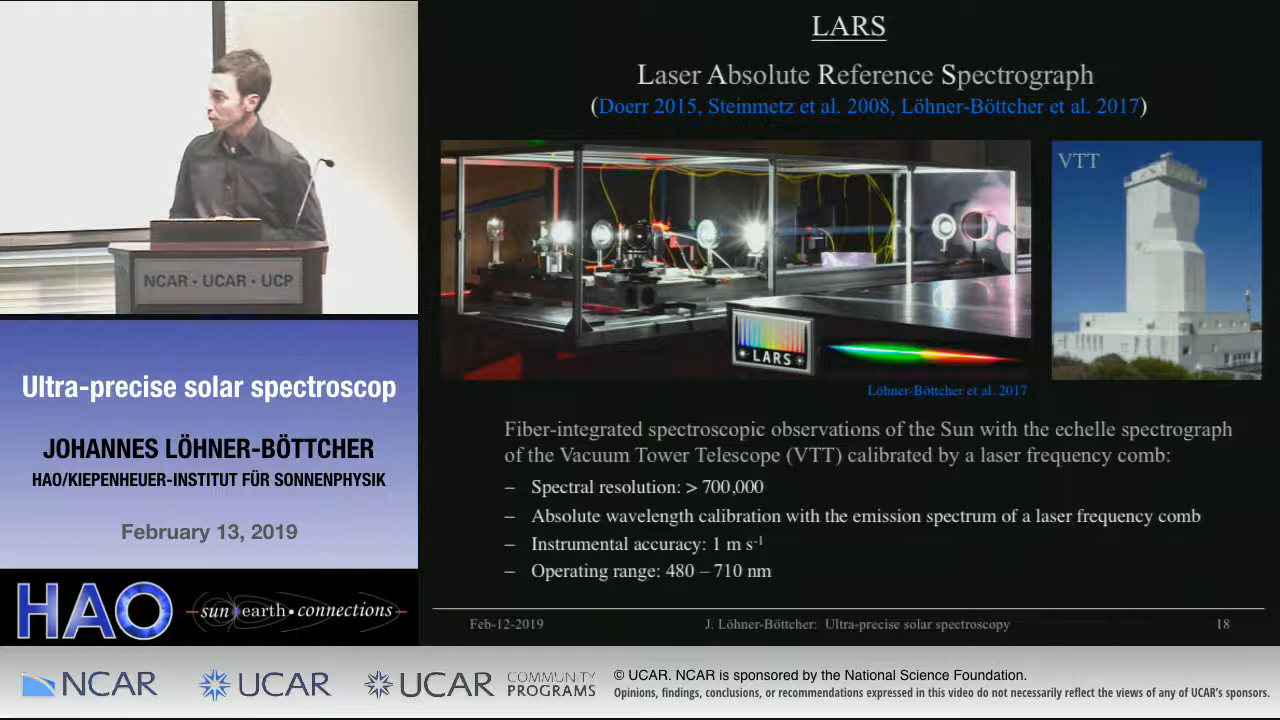 NCAR • UCAR • UCP
Ultra-precise solar spectroscop
JOHANNES LÖHNER-BÖTTCHER
HAO/KIEPENHEUER-INSTITUT FÜR SONNENPHYSIK
February 13, 2019
HAO
sun • earth • connections
LARS
Laser Absolute Reference Spectrograph
(Doerr 2015, Steinmetz et al. 2008, Löhner-Böttcher et al. 2017)
VTT
LARS
Löhner-Böttcher et al. 2017
Fiber-integrated spectroscopic observations of the Sun with the echelle spectrograph
of the Vacuum Tower Telescope (VTT) calibrated by a laser frequency comb:
– Spectral resolution: > 700,000
– Absolute wavelength calibration with the emission spectrum of a laser frequency comb
– Instrumental accuracy: 1 m s⁻¹
– Operating range: 480 – 710 nm
Feb-12-2019 J. Löhner-Böttcher: Ultra-precise solar spectroscopy 18
NCAR UCAR UCAR COMMUNITY
PROGRAMS
© UCAR. NCAR is sponsored by the National Science Foundation.
Opinions, findings, conclusions, or recommendations expressed in this video do not necessarily reflect the views of any of UCAR's sponsors.